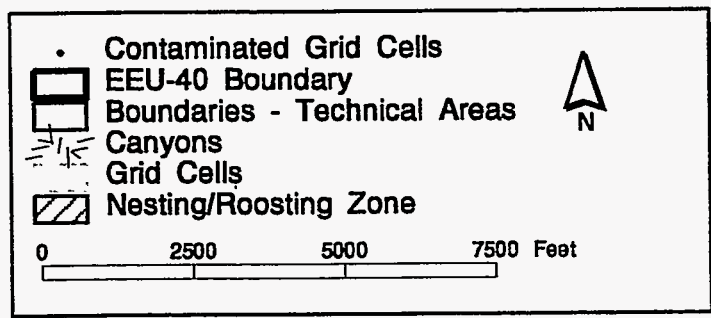 Contaminated Grid Cells
EEU-40 Boundary
Boundaries - Technical Areas
Canyons
Grid Cells
Nesting/Roosting Zone
N
0 2500 5000 7500 Feet